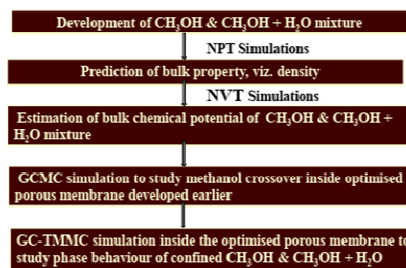 Development of CH₃OH & CH₃OH + H₂O mixture
NPT Simulations
Prediction of bulk property, viz. density
NVT Simulations
Estimation of bulk chemical potential of CH₃OH & CH₃OH +
H₂O mixture
GCMC simulation to study methanol crossover inside optimised
porous membrane developed earlier
GC-TMMC simulation inside the optimised porous membrane to
study phase behaviour of confined CH₃OH & CH₃OH + H₂O